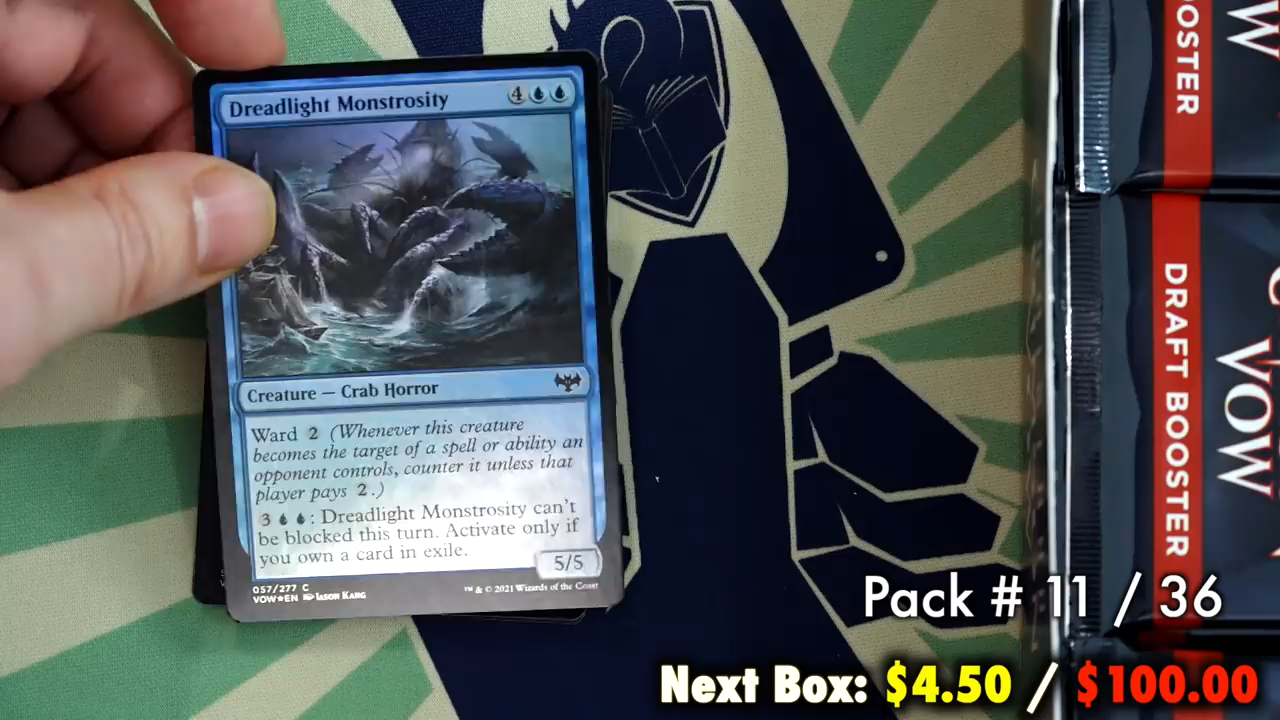 Dreadlight Monstrosity 4
Creature — Crab Horror
Ward 2 (Whenever this creature
becomes the target of a spell or ability an
opponent controls, counter it unless that
player pays 2.)
3 : Dreadlight Monstrosity can't
be blocked this turn. Activate only if
you own a card in exile.
5/5
057/277 C
VOW★EN Jason Kang
™ & © 2021 Wizards of the Coast
OOSTER
W
DRAFT BOOSTER
VOW
Pack # 11 / 36
Next Box: $4.50 / $100.00